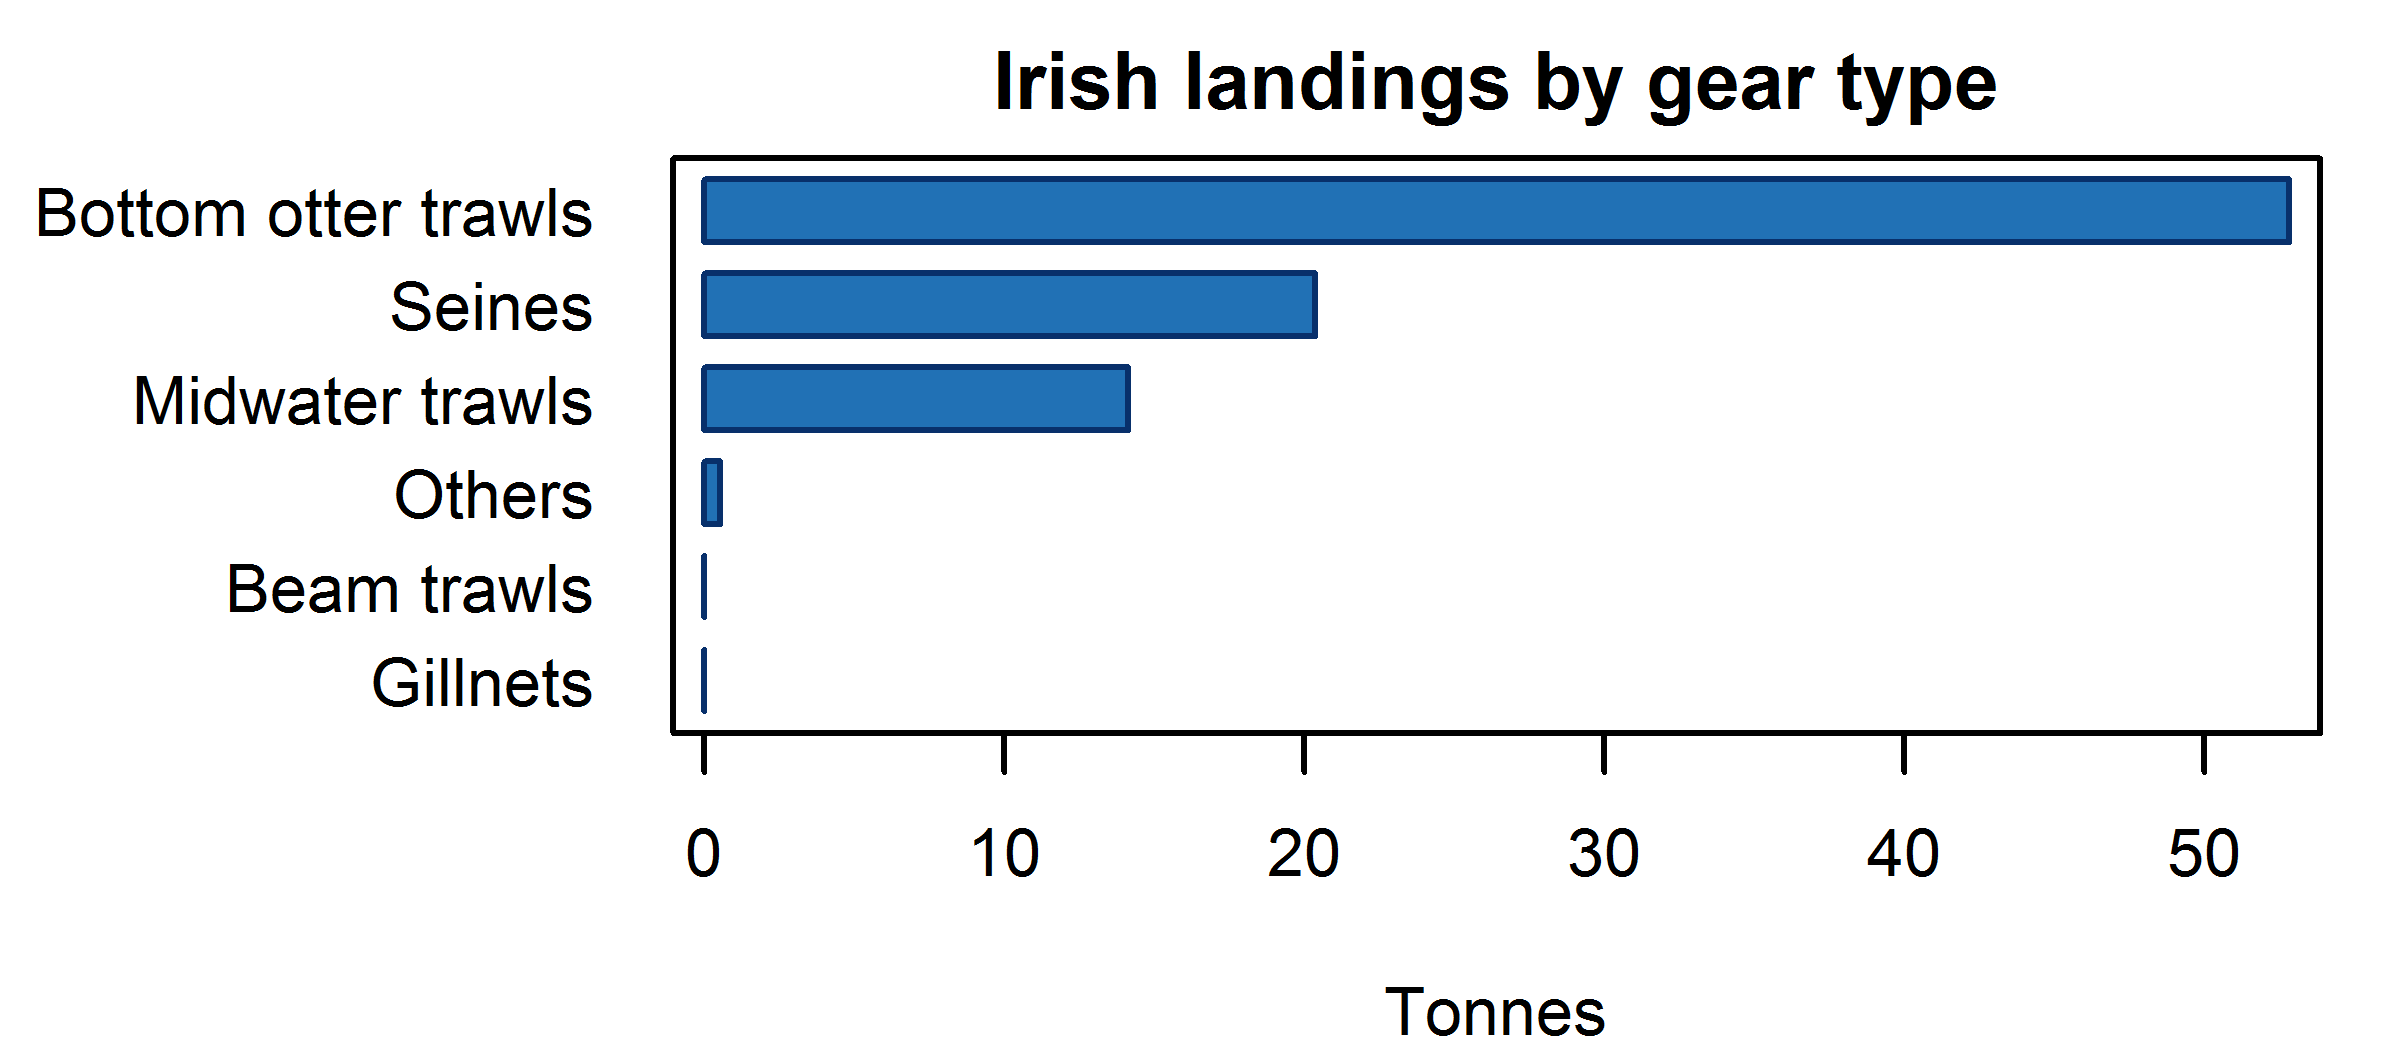 Irish landings by gear type
Bottom otter trawls
Seines
Midwater trawls
Others
Beam trawls
Gillnets
0 10 20 30 40 50
Tonnes